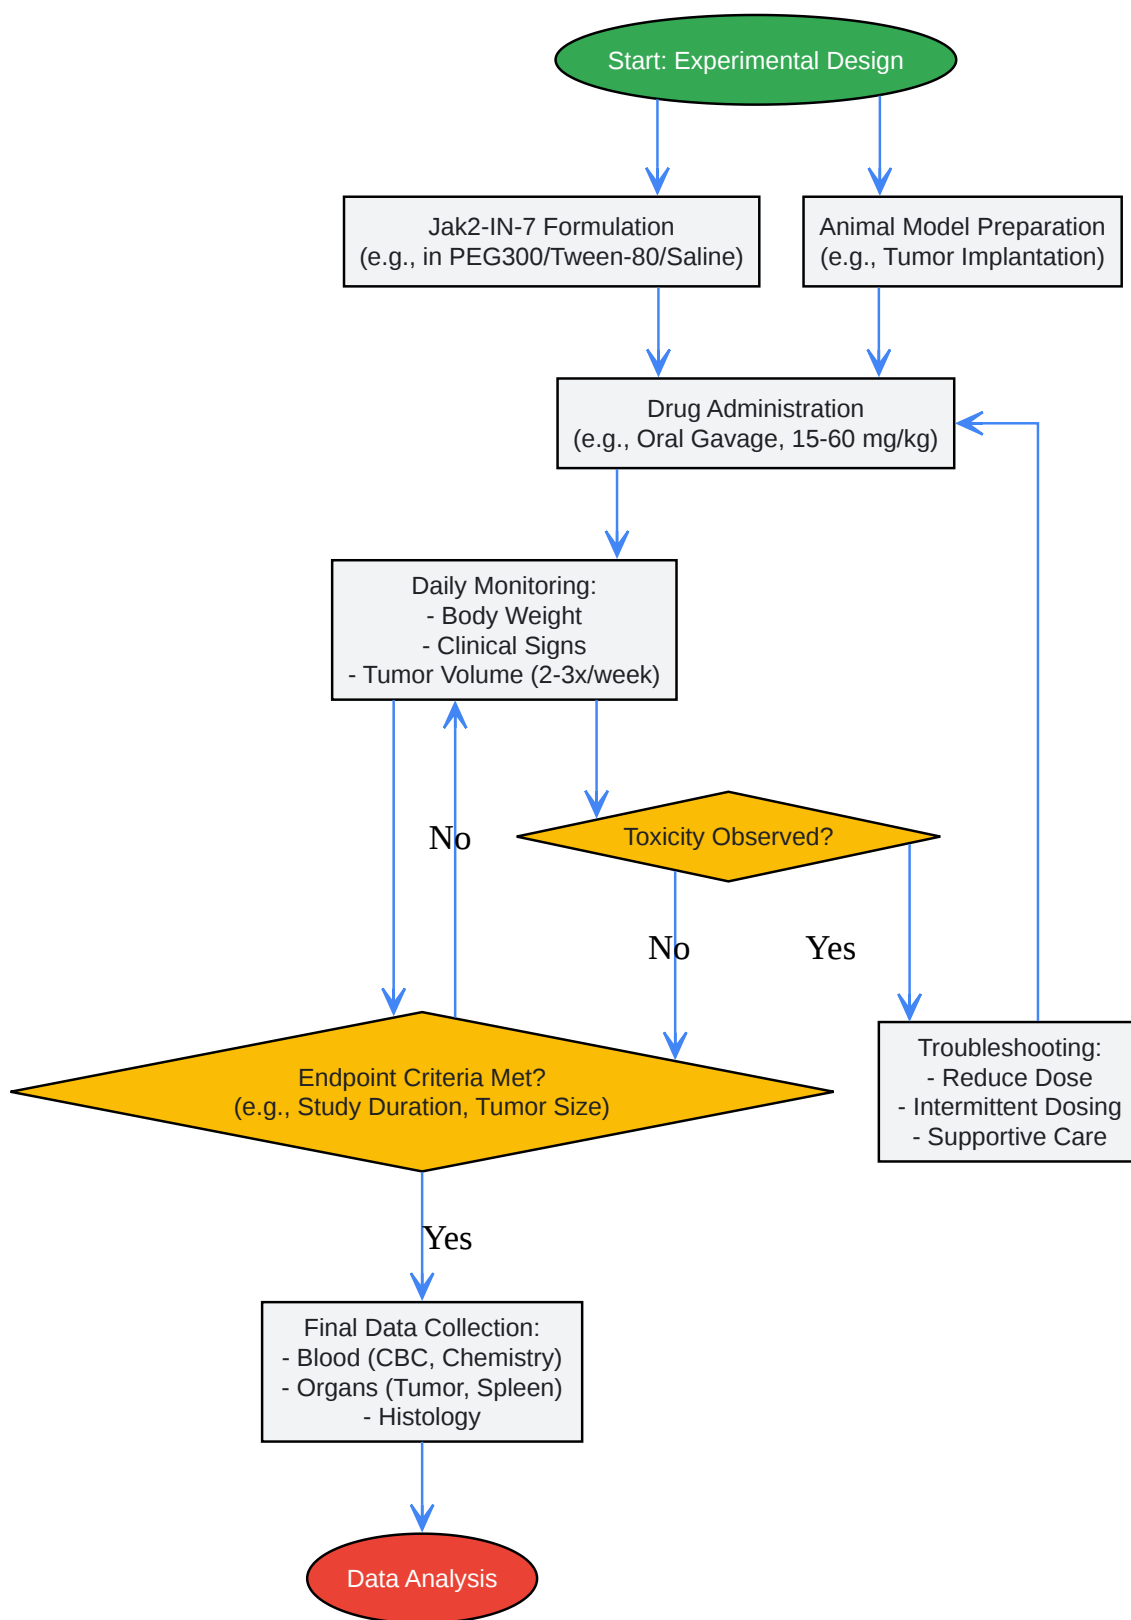 Start: Experimental Design
Jak2-IN-7 Formulation
(e.g., in PEG300/Tween-80/Saline)
Animal Model Preparation
(e.g., Tumor Implantation)
Drug Administration
(e.g., Oral Gavage, 15-60 mg/kg)
Daily Monitoring:
- Body Weight
- Clinical Signs
- Tumor Volume (2-3x/week)
No
Toxicity Observed?
No
Yes
Endpoint Criteria Met?
(e.g., Study Duration, Tumor Size)
Troubleshooting:
- Reduce Dose
- Intermittent Dosing
- Supportive Care
Yes
Final Data Collection:
- Blood (CBC, Chemistry)
- Organs (Tumor, Spleen)
- Histology
Data Analysis